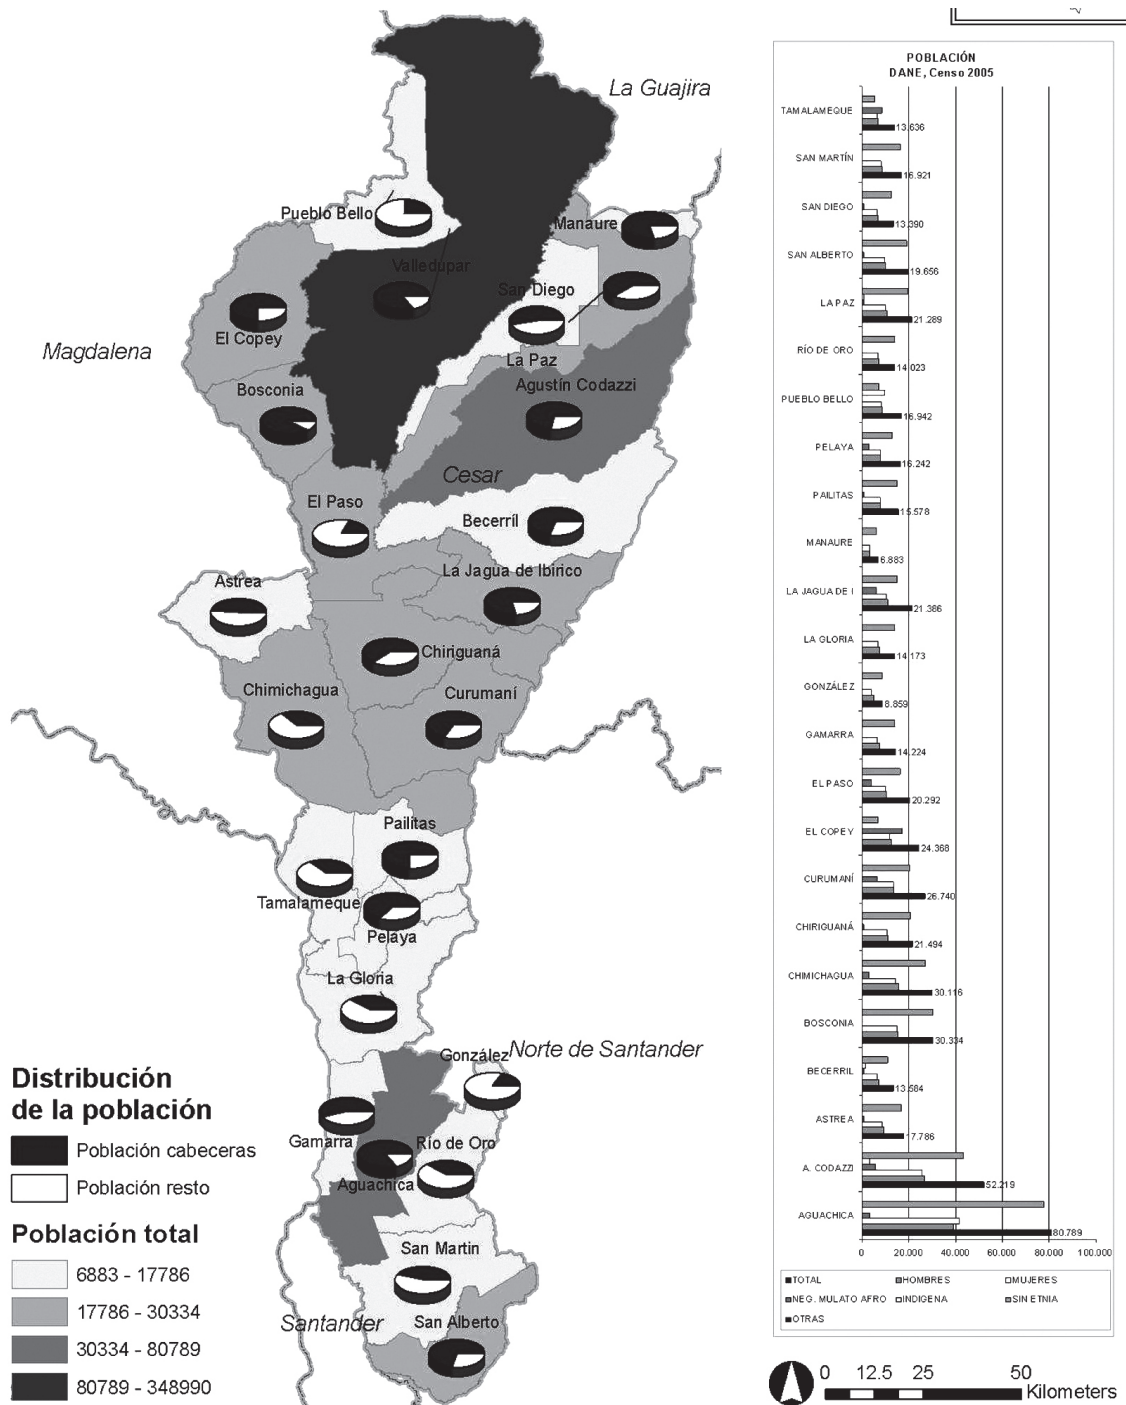 La Guajira
Pueblo Bello
Manaure
Valledupar
San Diego
El Copey
Magdalena
La Paz
Bosconia
Agustín Codazzi
Cesar
El Paso
Becerríl
La Jagua de Ibirico
Astrea
Chiriguaná
Chimichagua
Curumaní
Pailitas
Tamalameque
Pelaya
La Gloria
Norte de Santander
González
Gamarra
Río de Oro
Aguachica
San Martin
Santander
San Alberto
Distribución
de la población
Población cabeceras
Población resto
Población total
6883 - 17786
17786 - 30334
30334 - 80789
80789 - 348990
POBLACIÓN
DANE, Censo 2005
TAMALAMEQUE 13.636
SAN MARTÍN 16.921
SAN DIEGO 13.390
SAN ALBERTO 19.656
LA PAZ 21.289
RÍO DE ORO 14.023
PUEBLO BELLO 16.942
PELAYA 16.242
PAILITAS 15.578
MANAURE 6.883
LA JAGUA DE I 21.386
LA GLORIA 14.173
GONZÁLEZ 8.859
GAMARRA 14.224
EL PASO 20.292
EL COPEY 24.368
CURUMANÍ 26.740
CHIRIGUANÁ 21.494
CHIMICHAGUA 30.116
BOSCONIA 30.334
BECERRIL 13.584
ASTREA 17.786
A. CODAZZI 52.219
AGUACHICA 80.789
0 20.000 40.000 60.000 80.000 100.000
TOTAL HOMBRES MUJERES
NEG. MULATO AFRO INDIGENA SIN ETNIA
OTRAS
0 12.5 25 50
Kilometers